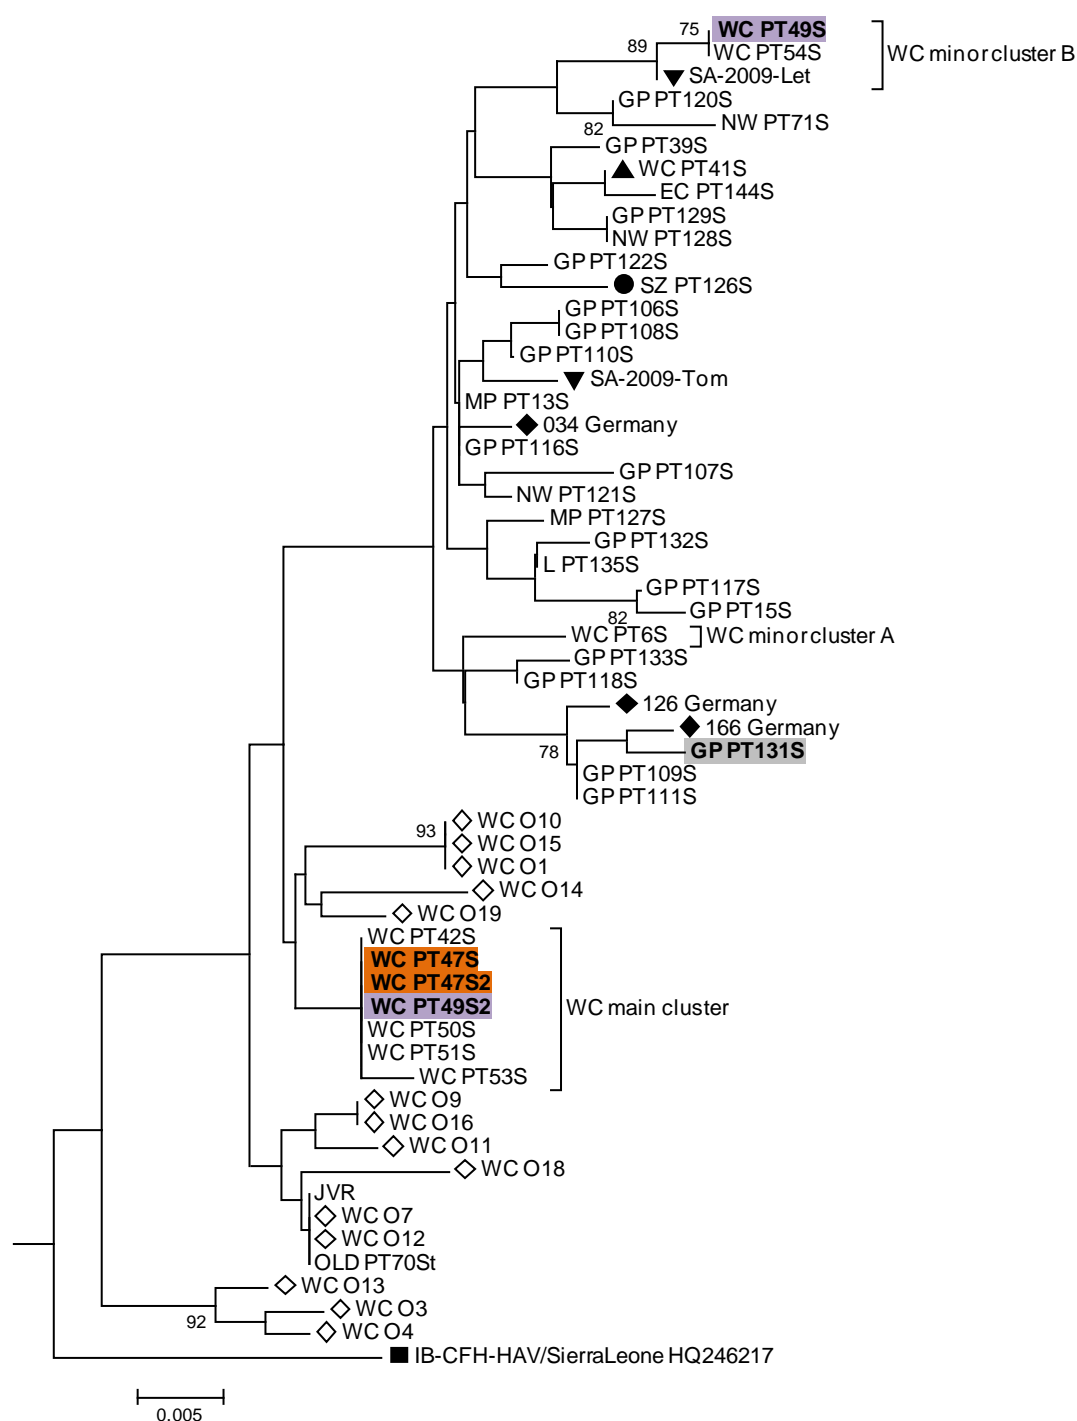 75
WC PT49S
89
WC PT54S
WC minor cluster B
SA-2009-Let
GP PT120S
NW PT71S
82
GP PT39S
WC PT41S
EC PT144S
GP PT129S
NW PT128S
GP PT122S
SZ PT126S
GP PT106S
GP PT108S
GP PT110S
SA-2009-Tom
MP PT13S
034 Germany
GP PT116S
GP PT107S
NW PT121S
MP PT127S
GP PT132S
L PT135S
GP PT117S
GP PT15S
82
WC PT6S
WC minor cluster A
GP PT133S
GP PT118S
126 Germany
166 Germany
78
GP PT131S
GP PT109S
GP PT111S
WC O10
93
WC O15
WC O1
WC O14
WC O19
WC PT42S
WC PT47S
WC PT47S2
WC PT49S2
WC main cluster
WC PT50S
WC PT51S
WC PT53S
WC O9
WC O16
WC O11
WC O18
JVR
WC O7
WC O12
OLD PT70St
WC O13
WC O3
92
WC O4
IB-CFH-HAV/SierraLeone HQ246217
0.005